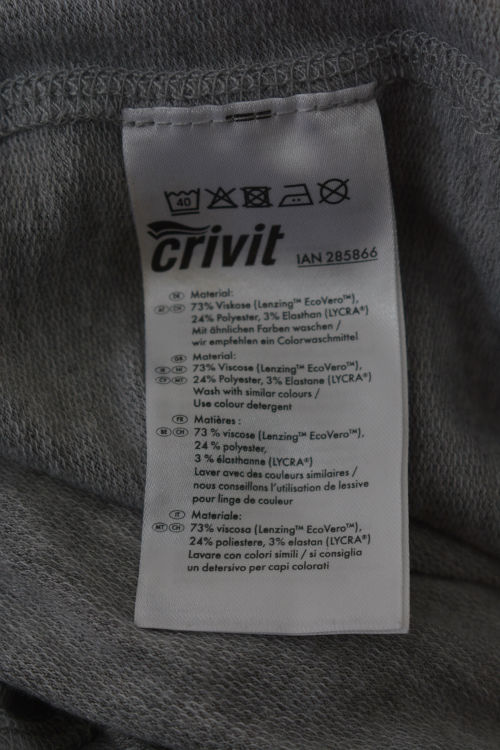 40
crivit
IAN 285866
DE Material:
AT CH 73% Viskose (Lenzing™ EcoVero™),
24% Polyester, 3% Elasthan (LYCRA®)
Mit ähnlichen Farben waschen /
wir empfehlen ein Colorwaschmittel
GB Material:
IE NI 73% Viscose (Lenzing™ EcoVero™),
CY MT 24% Polyester, 3% Elastane (LYCRA®)
Wash with similar colours /
Use colour detergent
FR Matières :
BE CH 73 % viscose (Lenzing™ EcoVero™),
24 % polyester,
3 % élasthanne (LYCRA®)
Laver avec des couleurs similaires /
nous conseillons l'utilisation de lessive
pour linge de couleur
IT Materiale:
MT CH 73% viscosa (Lenzing™ EcoVero™),
24% poliestere, 3% elastan (LYCRA®)
Lavare con colori simili / si consiglia
un detersivo per capi colorati